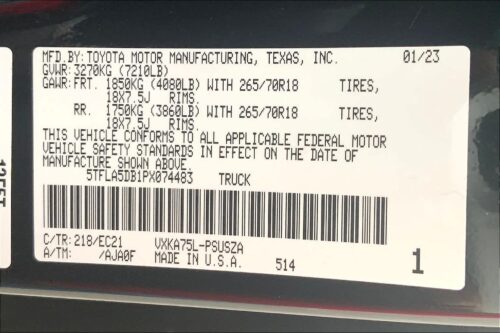 MFD.BY: TOYOTA MOTOR MANUFACTURING, TEXAS, INC. 01/23
GVWR: 3270KG (7210LB)
GAWR: FRT. 1850KG (4080LB) WITH 265/70R18 TIRES,
18X7.5J RIMS.
RR. 1750KG (3860LB) WITH 265/70R18 TIRES,
18X7.5J RIMS.
THIS VEHICLE CONFORMS TO ALL APPLICABLE FEDERAL MOTOR
VEHICLE SAFETY STANDARDS IN EFFECT ON THE DATE OF
MANUFACTURE SHOWN ABOVE.
5TFLA5DB1PX074483 TRUCK
C/TR: 218/EC21 VXKA75L-PSUSZA
A/TM: /AJA0F MADE IN U.S.A. 514
1